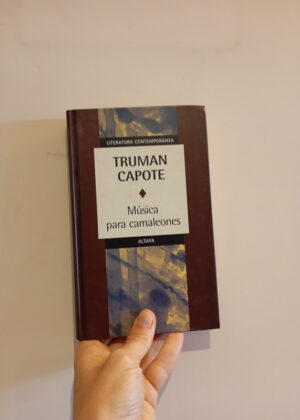 LITERATURA CONTEMPORÁNEA
TRUMAN
CAPOTE
Música
para camaleones
ALTAYA